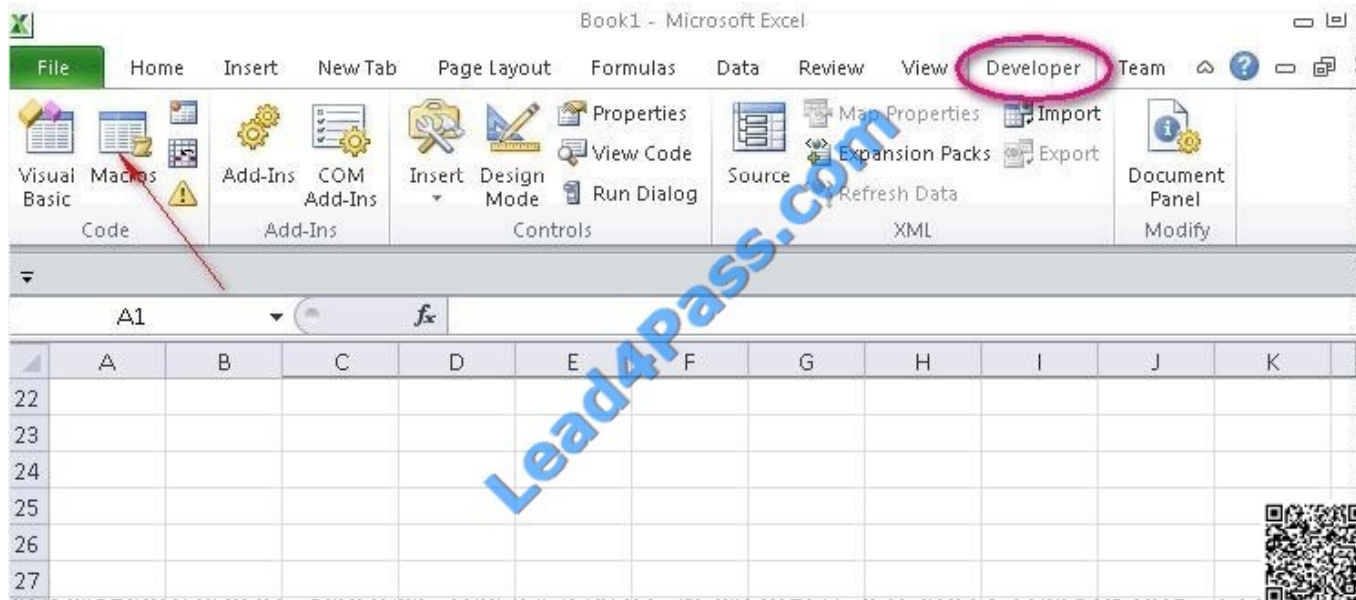 Book1 - Microsoft Excel
File Home Insert New Tab Page Layout Formulas Data Review View Developer Team
Visual Basic
Macros
Code
Add-Ins
COM Add-Ins
Add-Ins
Insert
Design Mode
Properties
View Code
Run Dialog
Controls
Source
Map Properties
Expansion Packs
Refresh Data
Import
Export
XML
Document Panel
Modify
A1 fx
A B C D E F G H I J K
22
23
24
25
26
27
Lead4Pass.com